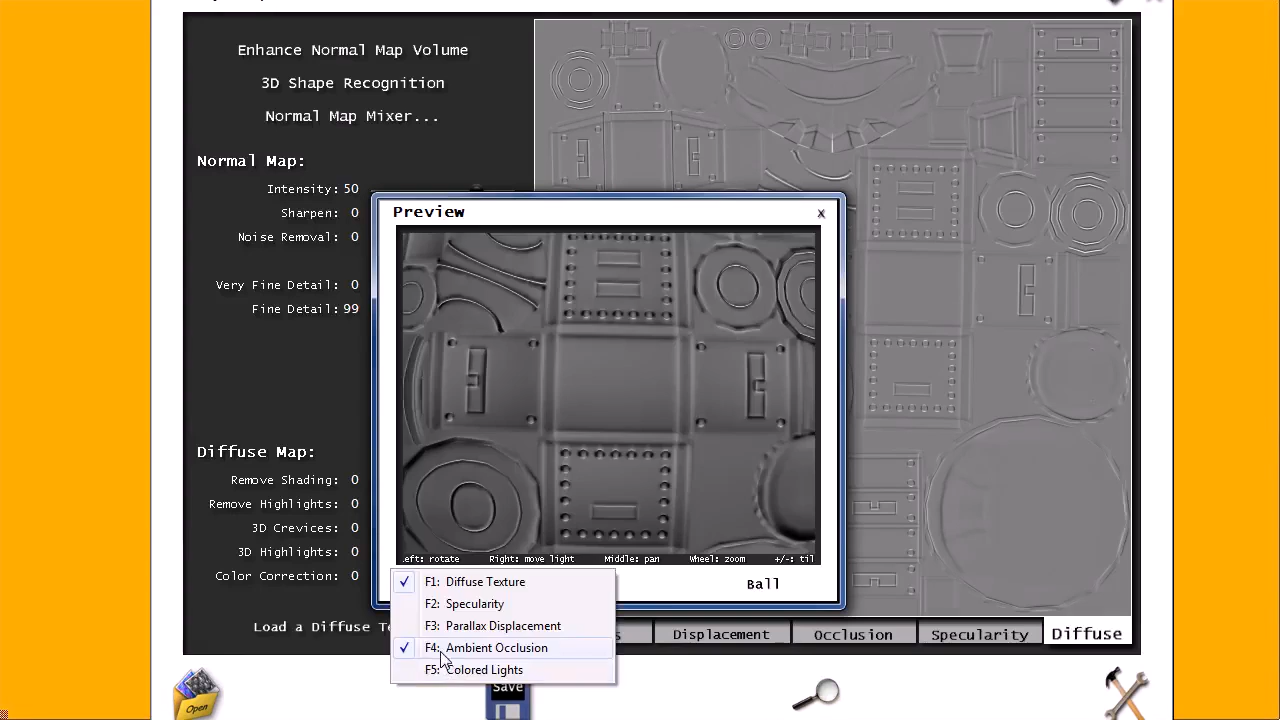 Enhance Normal Map Volume
3D Shape Recognition
Normal Map Mixer...
Normal Map:
Intensity: 50
Sharpen: 0
Noise Removal: 0
Very Fine Detail: 0
Fine Detail: 99
Preview
x
eft: rotate Right: move light Middle: pan Wheel: zoom +/-: til
Ball
Diffuse Map:
Remove Shading: 0
Remove Highlights: 0
3D Crevices: 0
3D Highlights: 0
Color Correction: 0
Load a Diffuse Te
F1: Diffuse Texture
F2: Specularity
F3: Parallax Displacement
F4: Ambient Occlusion
F5: Colored Lights
s Displacement Occlusion Specularity Diffuse
Open
Save